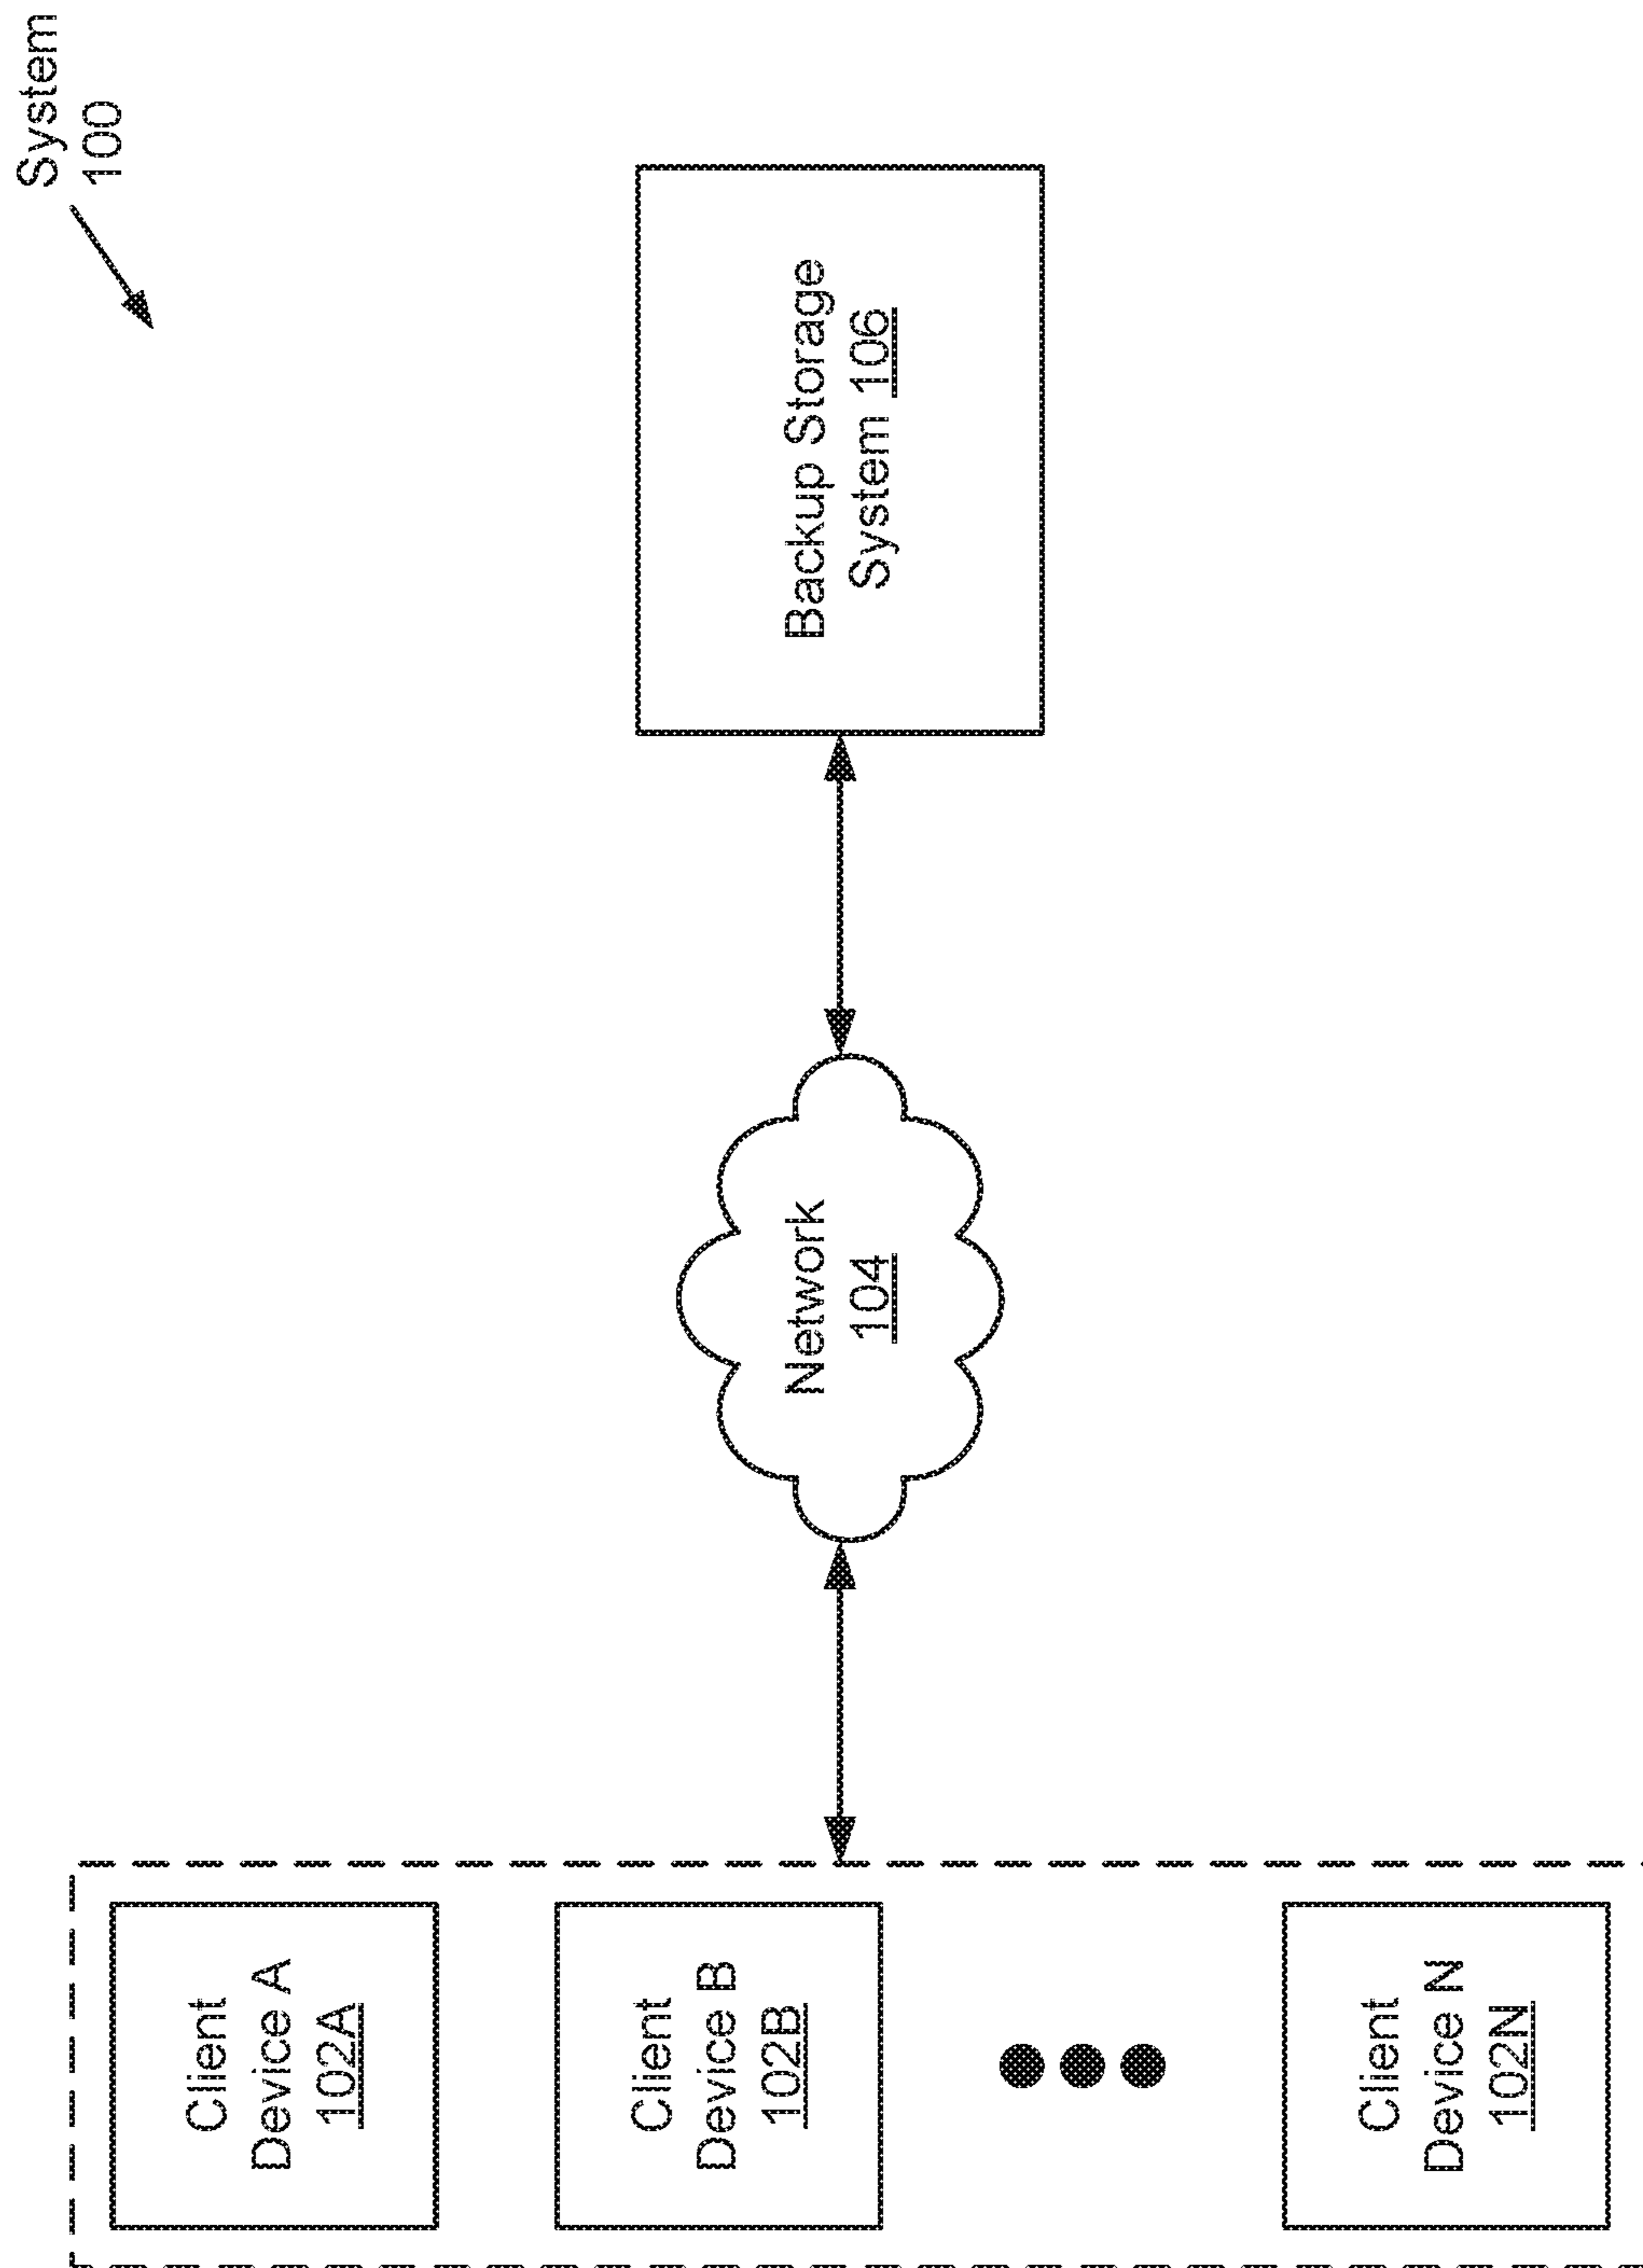 System
100
Client
Device A
102A
Client
Device B
102B
Client
Device N
102N
Network
104
Backup Storage
System 106